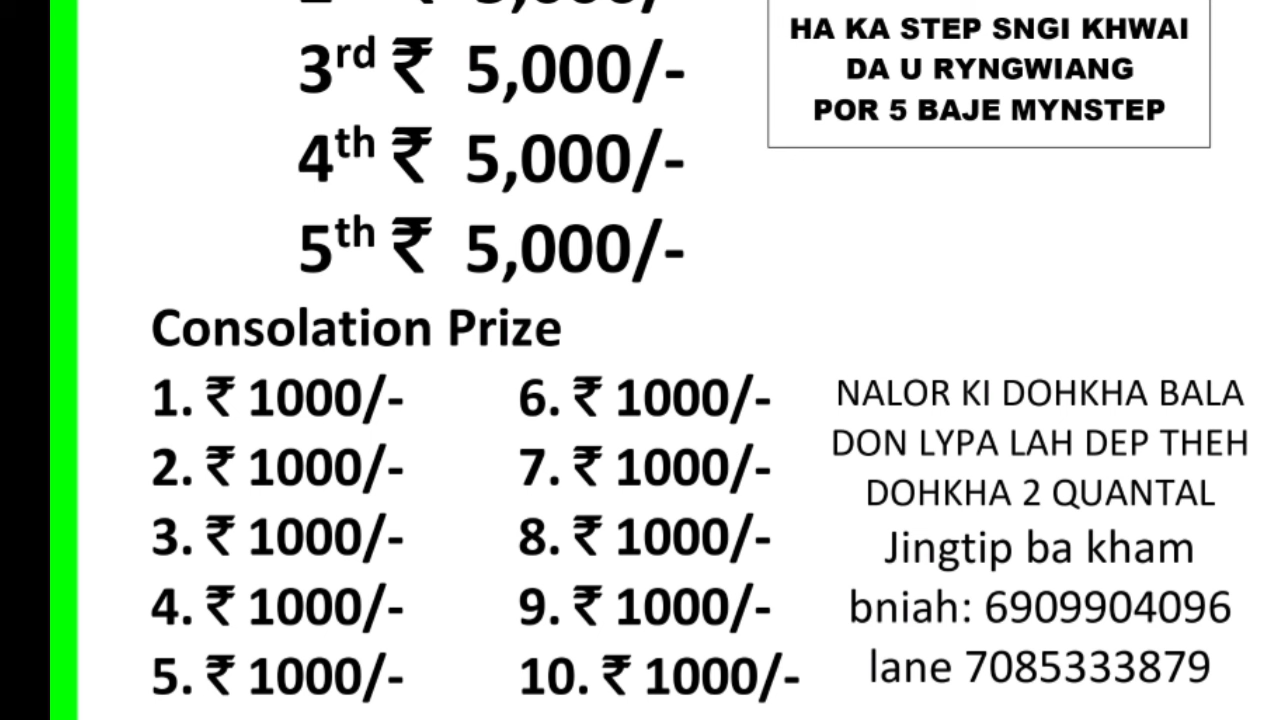 3rd ₹ 5,000/-
4th ₹ 5,000/-
5th ₹ 5,000/-
HA KA STEP SNGI KHWAI
DA U RYNGWIANG
POR 5 BAJE MYNSTEP
Consolation Prize
1. ₹ 1000/-
2. ₹ 1000/-
3. ₹ 1000/-
4. ₹ 1000/-
5. ₹ 1000/-
6. ₹ 1000/-
7. ₹ 1000/-
8. ₹ 1000/-
9. ₹ 1000/-
10. ₹ 1000/-
NALOR KI DOHKHA BALA
DON LYPA LAH DEP THEH
DOHKHA 2 QUANTAL
Jingtip ba kham
bniah: 6909904096
lane 7085333879